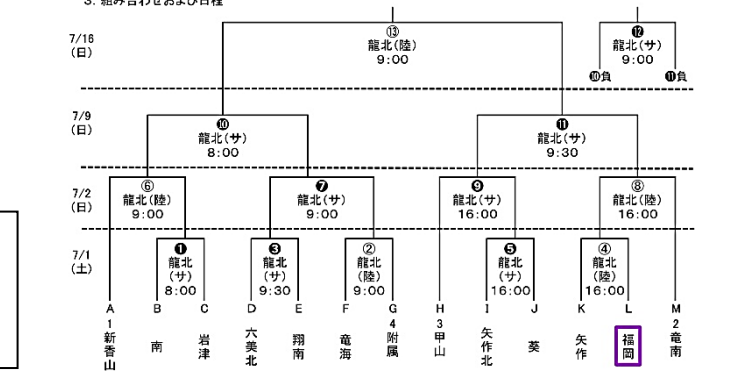 3. 組み合わせおよび日程
7/16
(日)
⑬
龍北(陸)
9:00
⓬
龍北(サ)
9:00
❿負
⓫負
7/9
(日)
❿
龍北(サ)
8:00
⓫
龍北(サ)
9:30
7/2
(日)
⑥
龍北(陸)
9:00
❼
龍北(サ)
9:00
❾
龍北(サ)
16:00
⑧
龍北(陸)
16:00
7/1
(土)
❶
龍北
(サ)
8:00
❸
龍北
(サ)
9:30
②
龍北
(陸)
9:00
❺
龍北
(サ)
16:00
④
龍北
(陸)
16:00
A B C D E F G H I J K L M
1新香山
南
岩津
六美北
翔南
竜海
4附属
3甲山
矢作北
葵
矢作
福岡
2竜南